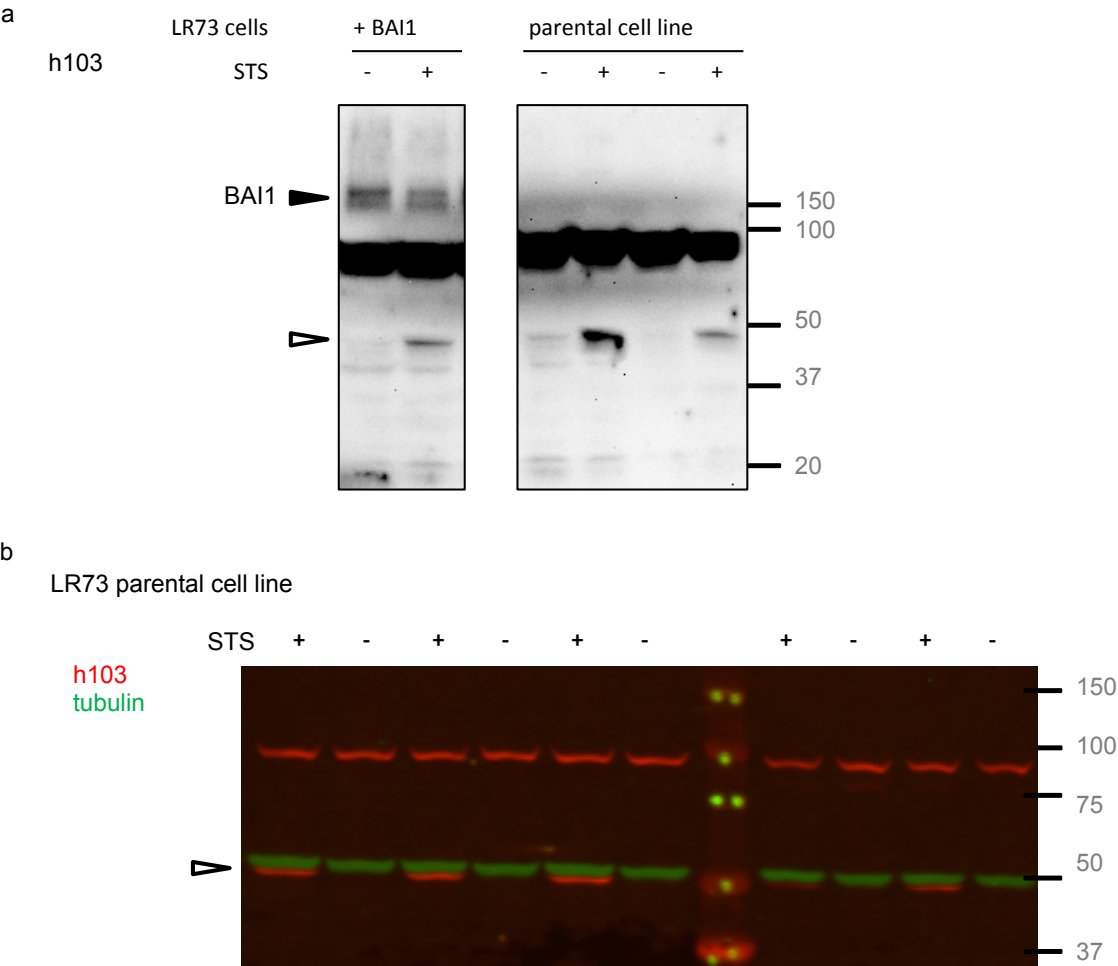 a
LR73 cells + BAI1 parental cell line
h103
STS - + - + - +
BAI1
150
100
50
37
20
b
LR73 parental cell line
STS + - + - + - + - + -
h103
tubulin
150
100
75
50
37